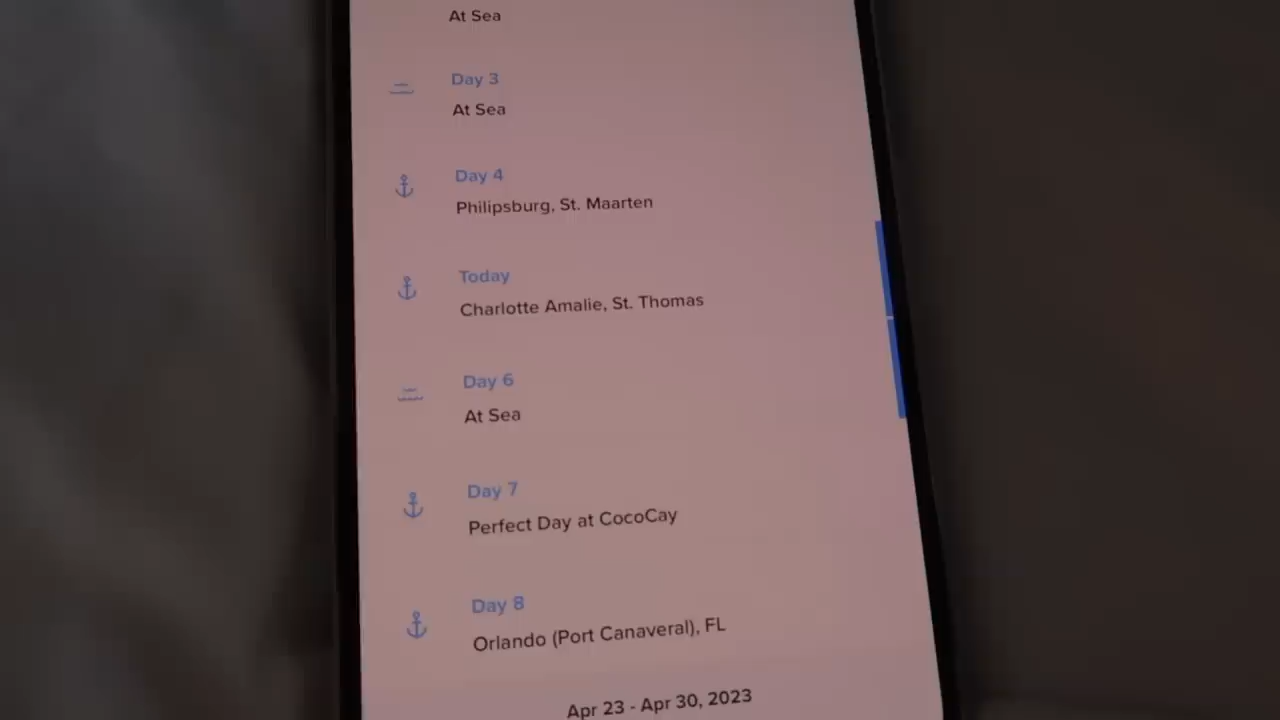 At Sea
Day 3
At Sea
Day 4
Philipsburg, St. Maarten
Today
Charlotte Amalie, St. Thomas
Day 6
At Sea
Day 7
Perfect Day at CocoCay
Day 8
Orlando (Port Canaveral), FL
Apr 23 - Apr 30, 2023